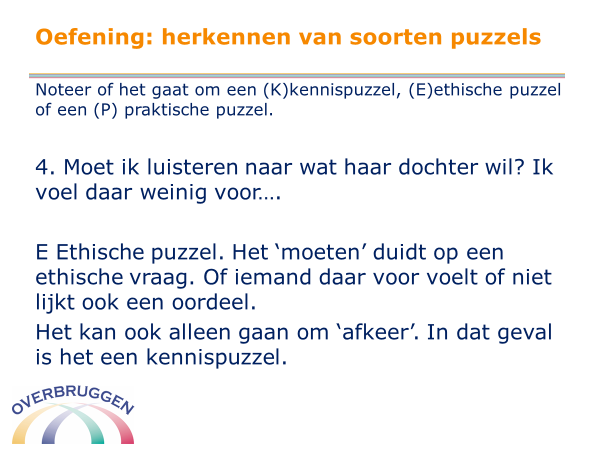 Oefening: herkennen van soorten puzzels
Noteer of het gaat om een (K)kennispuzzel, (E)ethische puzzel
of een (P) praktische puzzel.
4. Moet ik luisteren naar wat haar dochter wil? Ik
voel daar weinig voor….
E Ethische puzzel. Het ‘moeten’ duidt op een
ethische vraag. Of iemand daar voor voelt of niet
lijkt ook een oordeel.
Het kan ook alleen gaan om ‘afkeer’. In dat geval
is het een kennispuzzel.
OVERBRUGGEN